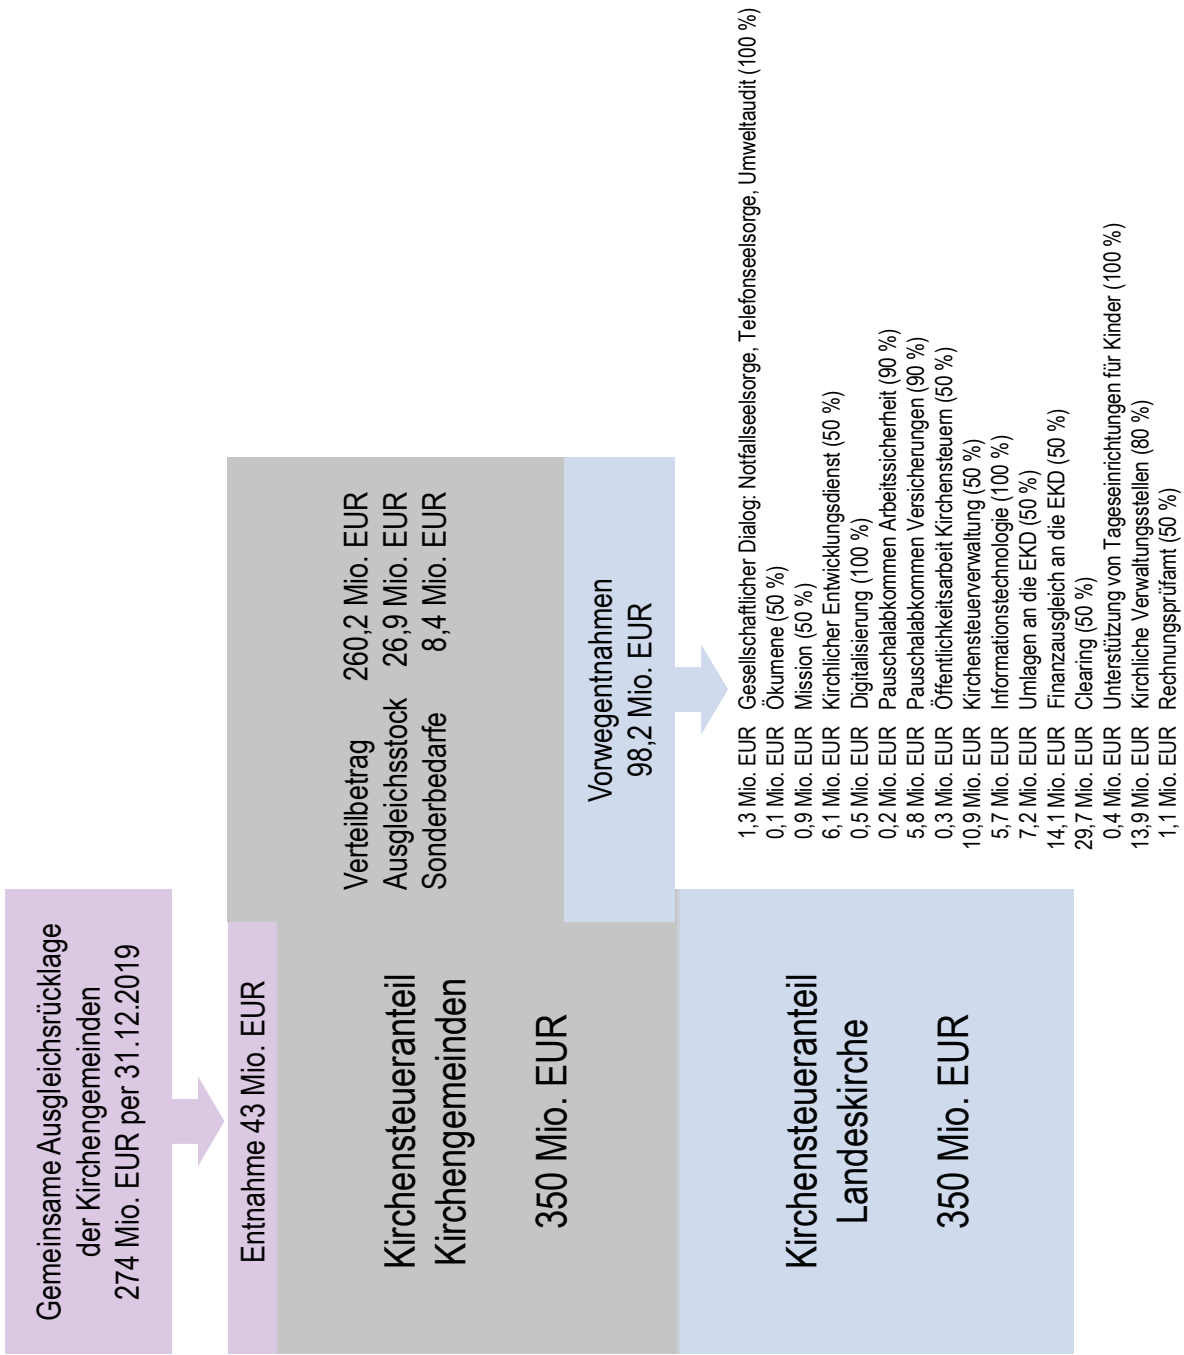 Gemeinsame Ausgleichsrücklage
der Kirchengemeinden
274 Mio. EUR per 31.12.2019
Entnahme 43 Mio. EUR
Kirchensteueranteil
Kirchengemeinden
350 Mio. EUR
Verteilbetrag 260,2 Mio. EUR
Ausgleichsstock 26,9 Mio. EUR
Sonderbedarfe 8,4 Mio. EUR
Vorwegentnahmen
98,2 Mio. EUR
Kirchensteueranteil
Landeskirche
350 Mio. EUR
1,3 Mio. EUR Gesellschaftlicher Dialog: Notfallseelsorge, Telefonseelsorge, Umweltaudit (100 %)
0,1 Mio. EUR Ökumene (50 %)
0,9 Mio. EUR Mission (50 %)
6,1 Mio. EUR Kirchlicher Entwicklungsdienst (50 %)
0,5 Mio. EUR Digitalisierung (100 %)
0,2 Mio. EUR Pauschalabkommen Arbeitssicherheit (90 %)
5,8 Mio. EUR Pauschalabkommen Versicherungen (90 %)
0,3 Mio. EUR Öffentlichkeitsarbeit Kirchensteuern (50 %)
10,9 Mio. EUR Kirchensteuerverwaltung (50 %)
5,7 Mio. EUR Informationstechnologie (100 %)
7,2 Mio. EUR Umlagen an die EKD (50 %)
14,1 Mio. EUR Finanzausgleich an die EKD (50 %)
29,7 Mio. EUR Clearing (50 %)
0,4 Mio. EUR Unterstützung von Tageseinrichtungen für Kinder (100 %)
13,9 Mio. EUR Kirchliche Verwaltungsstellen (80 %)
1,1 Mio. EUR Rechnungsprüfamt (50 %)